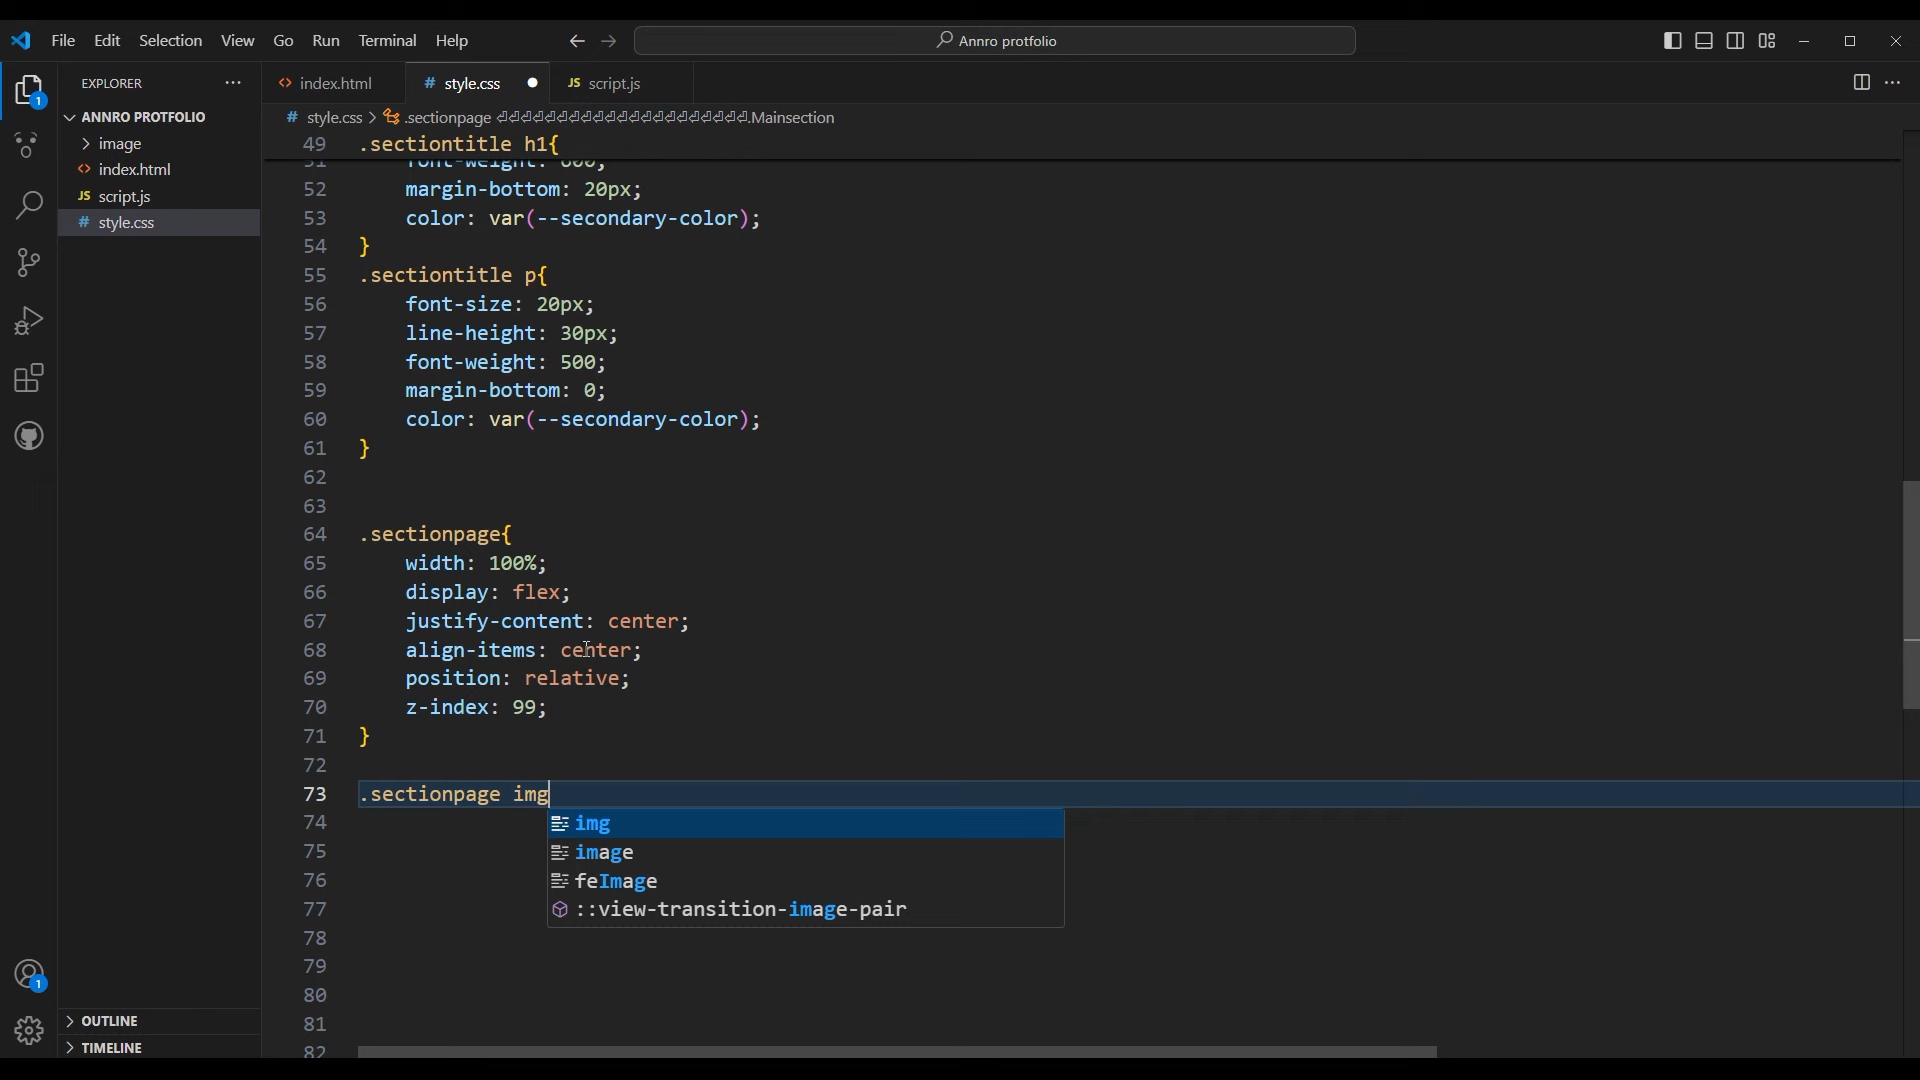 File Edit Selection View Go Run Terminal Help
Annro protfolio
EXPLORER
index.html
style.css
script.js
ANNRO PROTFOLIO
image
index.html
script.js
style.css
1
1
OUTLINE
TIMELINE
style.css > .sectionpage ⏎⏎⏎⏎⏎⏎⏎⏎⏎⏎⏎⏎⏎⏎⏎⏎⏎⏎⏎⏎⏎.Mainsection
49 .sectiontitle h1{
51 font-weight: 600;
52 margin-bottom: 20px;
53 color: var(--secondary-color);
54 }
55 .sectiontitle p{
56 font-size: 20px;
57 line-height: 30px;
58 font-weight: 500;
59 margin-bottom: 0;
60 color: var(--secondary-color);
61 }
62
63
64 .sectionpage{
65 width: 100%;
66 display: flex;
67 justify-content: center;
68 align-items: center;
69 position: relative;
70 z-index: 99;
71 }
72
73 .sectionpage img
74 img
75 image
76 feImage
77 ::view-transition-image-pair
78
79
80
81
82